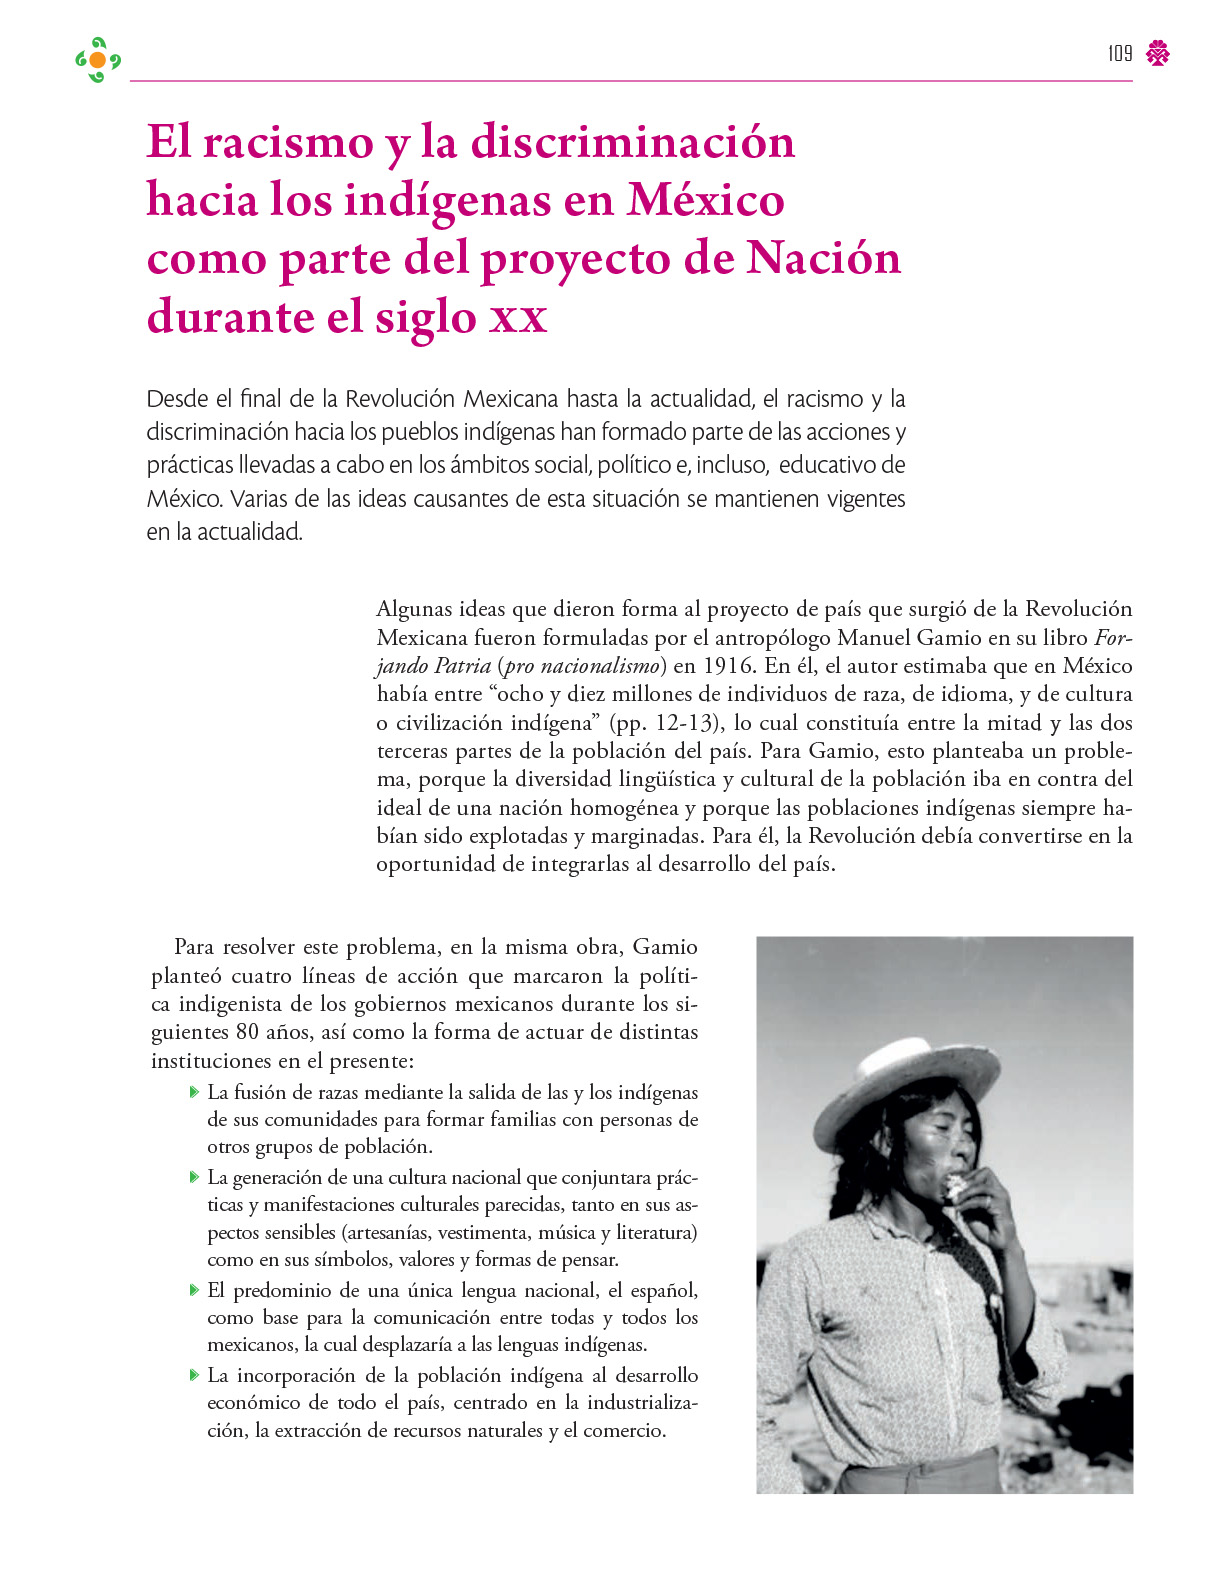 109
El racismo y la discriminación
hacia los indígenas en México
como parte del proyecto de Nación
durante el siglo XX
Desde el final de la Revolución Mexicana hasta la actualidad, el racismo y la
discriminación hacia los pueblos indígenas han formado parte de las acciones y
prácticas llevadas a cabo en los ámbitos social, político e, incluso, educativo de
México. Varias de las ideas causantes de esta situación se mantienen vigentes
en la actualidad.
Algunas ideas que dieron forma al proyecto de país que surgió de la Revolución
Mexicana fueron formuladas por el antropólogo Manuel Gamio en su libro For-
jando Patria (pro nacionalismo) en 1916. En él, el autor estimaba que en México
había entre “ocho y diez millones de individuos de raza, de idioma, y de cultura
o civilización indígena” (pp. 12-13), lo cual constituía entre la mitad y las dos
terceras partes de la población del país. Para Gamio, esto planteaba un proble-
ma, porque la diversidad lingüística y cultural de la población iba en contra del
ideal de una nación homogénea y porque las poblaciones indígenas siempre ha-
bían sido explotadas y marginadas. Para él, la Revolución debía convertirse en la
oportunidad de integrarlas al desarrollo del país.
Para resolver este problema, en la misma obra, Gamio
planteó cuatro líneas de acción que marcaron la políti-
ca indigenista de los gobiernos mexicanos durante los si-
guientes 80 años, así como la forma de actuar de distintas
instituciones en el presente:
La fusión de razas mediante la salida de las y los indígenas
de sus comunidades para formar familias con personas de
otros grupos de población.
La generación de una cultura nacional que conjuntara prác-
ticas y manifestaciones culturales parecidas, tanto en sus as-
pectos sensibles (artesanías, vestimenta, música y literatura)
como en sus símbolos, valores y formas de pensar.
El predominio de una única lengua nacional, el español,
como base para la comunicación entre todas y todos los
mexicanos, la cual desplazaría a las lenguas indígenas.
La incorporación de la población indígena al desarrollo
económico de todo el país, centrado en la industrializa-
ción, la extracción de recursos naturales y el comercio.